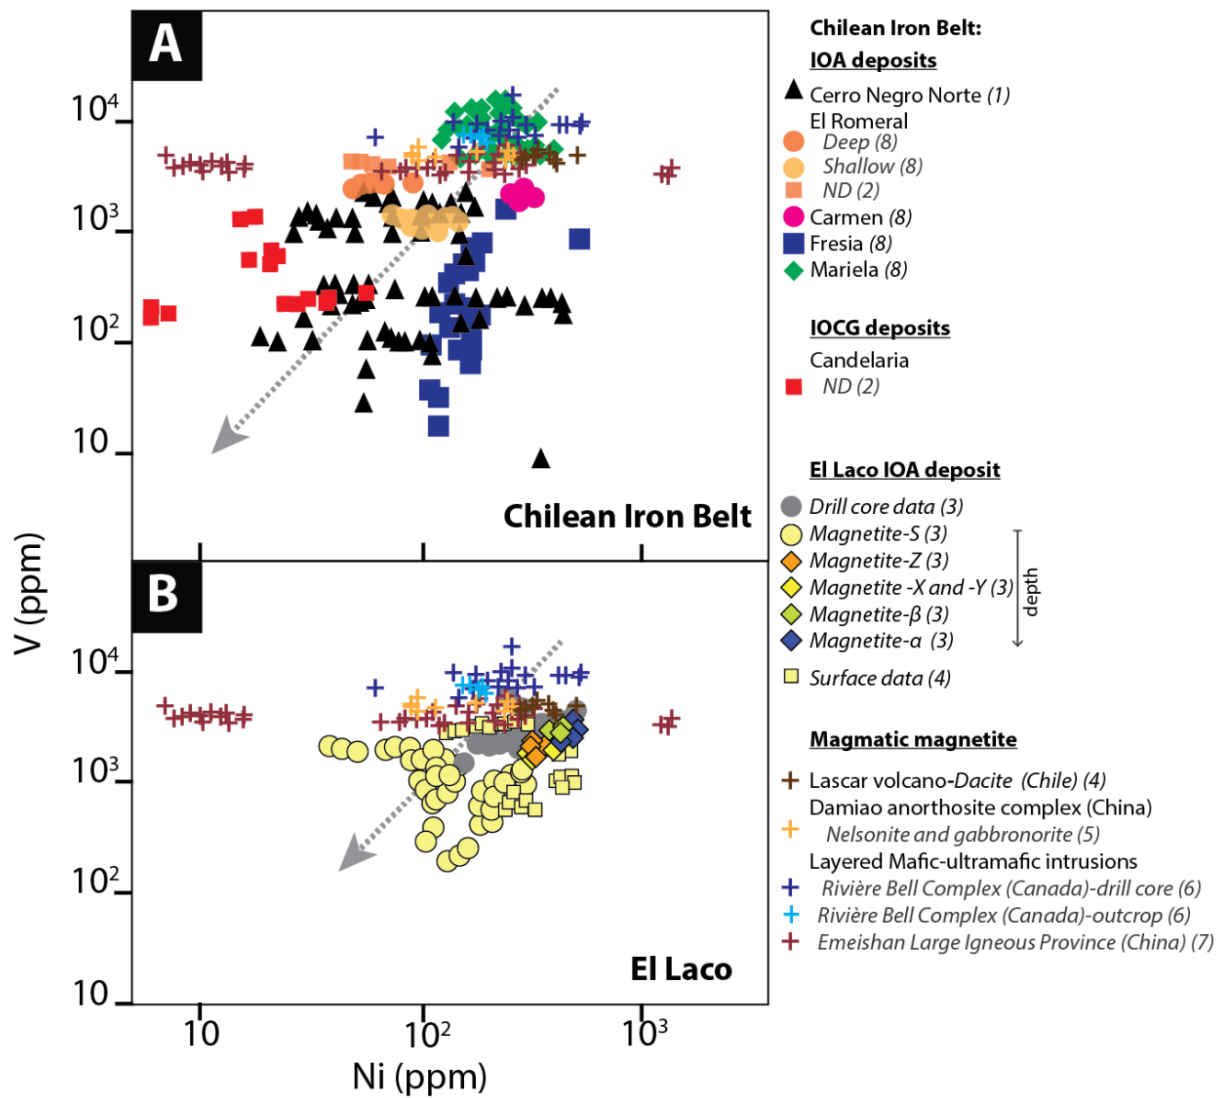 A
10⁴
10³
10²
10
Chilean Iron Belt
B
10⁴
10³
10²
10
El Laco
10
10²
10³
Ni (ppm)
V (ppm)
Chilean Iron Belt:
IOA deposits
Cerro Negro Norte (1)
El Romeral
Deep (8)
Shallow (8)
ND (2)
Carmen (8)
Fresia (8)
Mariela (8)
IOCG deposits
Candelaria
ND (2)
El Laco IOA deposit
Drill core data (3)
Magnetite-S (3)
Magnetite-Z (3)
Magnetite -X and -Y (3)
Magnetite-β (3)
Magnetite-α (3)
depth
Surface data (4)
Magmatic magnetite
Lascar volcano-Dacite (Chile) (4)
Damiao anorthosite complex (China)
Nelsonite and gabbronorite (5)
Layered Mafic-ultramafic intrusions
Rivière Bell Complex (Canada)-drill core (6)
Rivière Bell Complex (Canada)-outcrop (6)
Emeishan Large Igneous Province (China) (7)